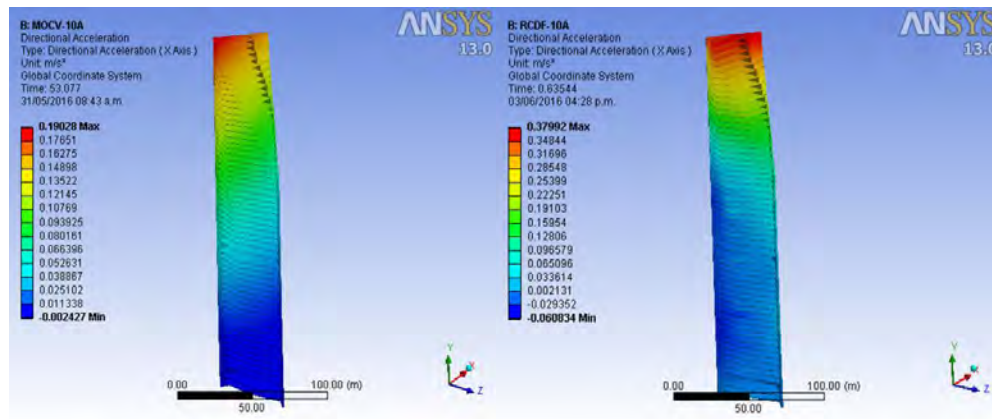 B: MOCV-10A
Directional Acceleration
Type: Directional Acceleration ( X Axis )
Unit: m/s²
Global Coordinate System
Time: 53.077
31/05/2016 08:43 a.m.
ANSYS
13.0
0.19028 Max
0.17651
0.16275
0.14898
0.13522
0.12145
0.10769
0.093925
0.080161
0.066396
0.052631
0.038867
0.025102
0.011338
-0.002427 Min
0.00
100.00 (m)
50.00
Y
X
Z
B: RCDF-10A
Directional Acceleration
Type: Directional Acceleration ( X Axis )
Unit: m/s²
Global Coordinate System
Time: 0.63544
03/06/2016 04:28 p.m.
ANSYS
13.0
0.37992 Max
0.34844
0.31696
0.28548
0.25399
0.22251
0.19103
0.15954
0.12806
0.096579
0.065096
0.033614
0.002131
-0.029352
-0.060834 Min
0.00
100.00 (m)
50.00
Y
X
Z